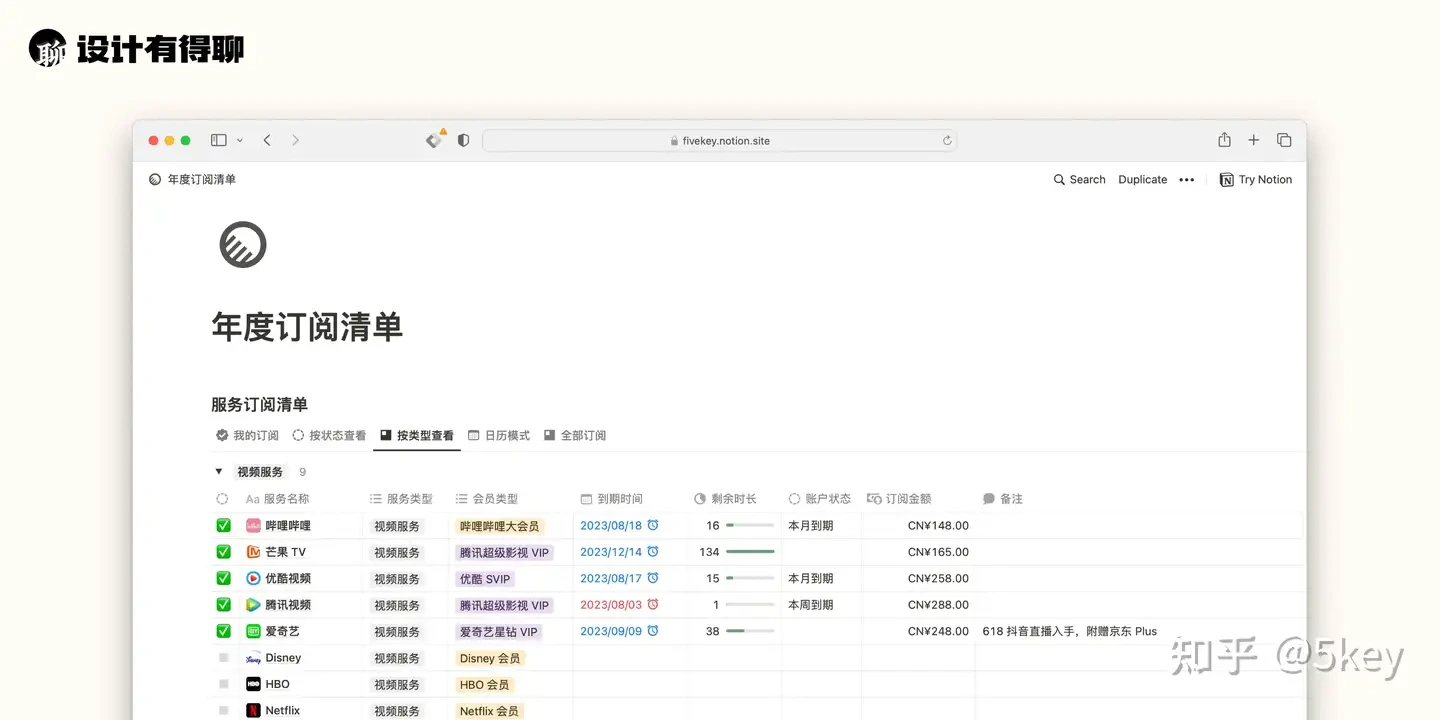 聊 设计有得聊
fivekey.notion.site
年度订阅清单 Search Duplicate ••• Try Notion
年度订阅清单
服务订阅清单
我的订阅 按状态查看 按类型查看 日历模式 全部订阅
视频服务 9
Aa 服务名称 服务类型 会员类型 到期时间 剩余时长 账户状态 订阅金额 备注
哔哩哔哩 视频服务 哔哩哔哩大会员 2023/08/18 16 本月到期 CN¥148.00
芒果 TV 视频服务 腾讯超级影视 VIP 2023/12/14 134 CN¥165.00
优酷视频 视频服务 优酷 SVIP 2023/08/17 15 本月到期 CN¥258.00
腾讯视频 视频服务 腾讯超级影视 VIP 2023/08/03 1 本周到期 CN¥288.00
爱奇艺 视频服务 爱奇艺星钻 VIP 2023/09/09 38 CN¥248.00 618 抖音直播入手，附赠京东 Plus
Disney 视频服务 Disney 会员
HBO 视频服务 HBO 会员
Netflix 视频服务 Netflix 会员
知乎 @5key